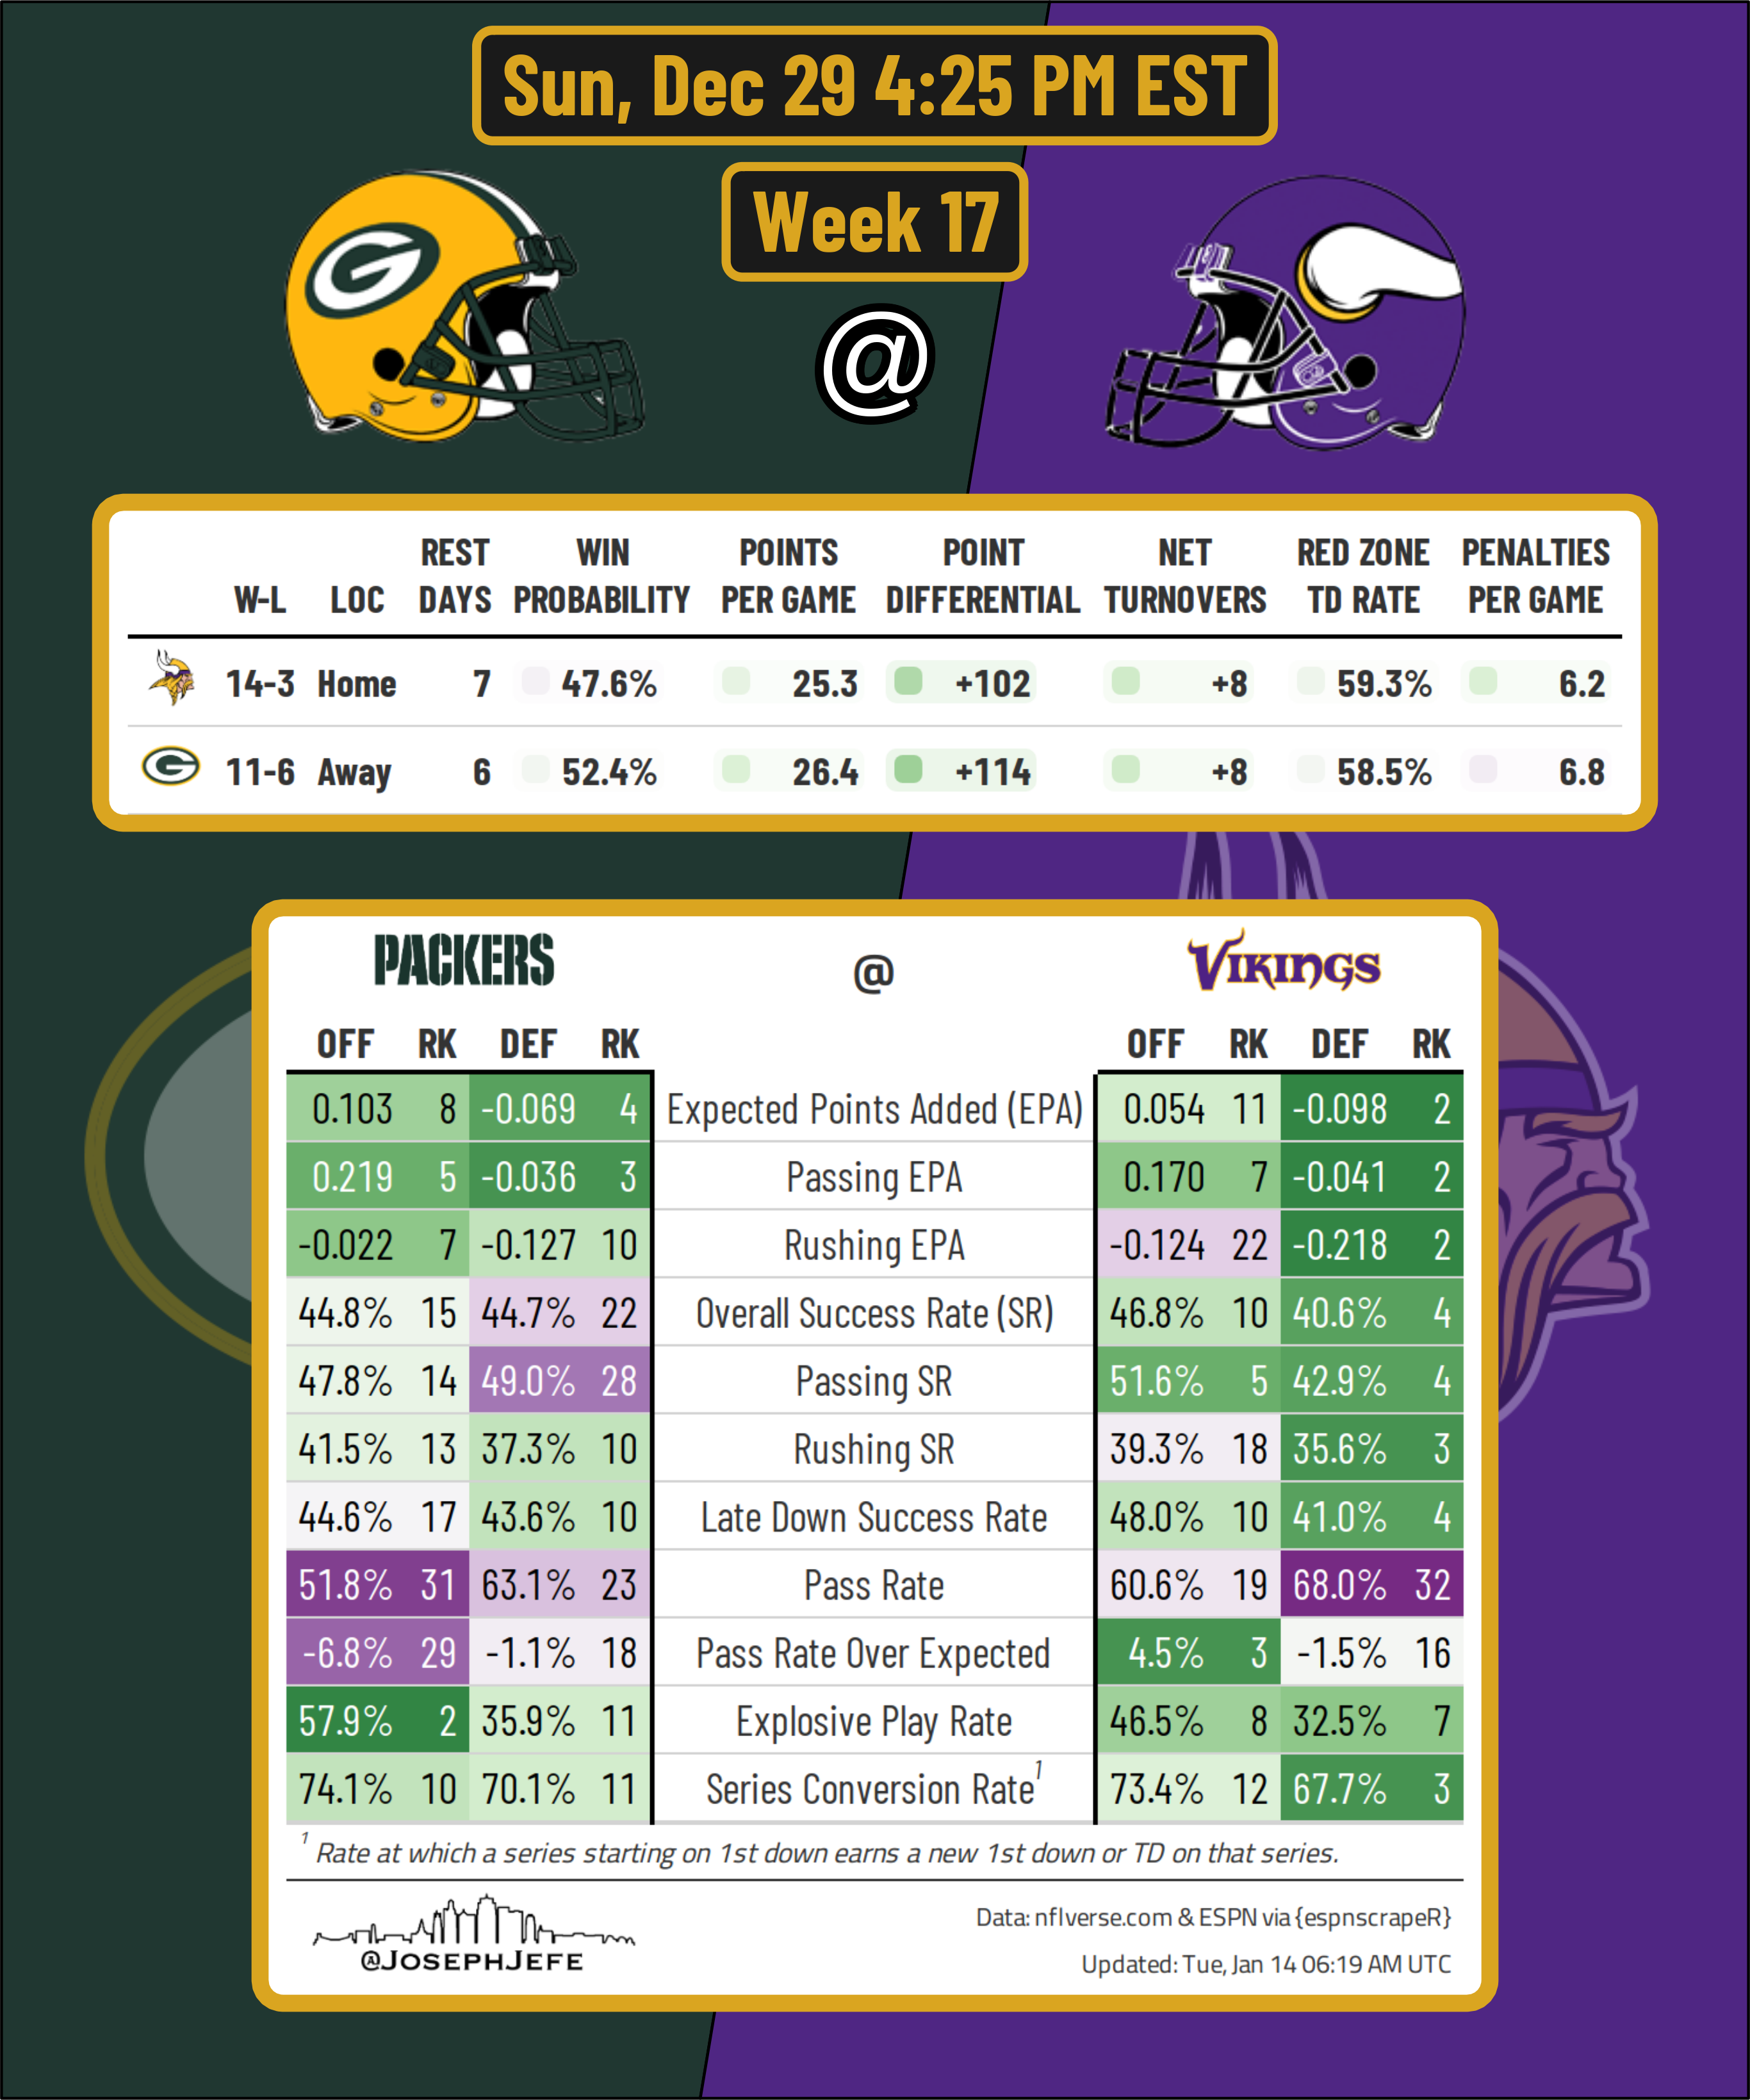 Sun, Dec 29 4:25 PM EST
Week 17
@
REST WIN POINTS POINT NET RED ZONE PENALTIES
W-L LOC DAYS PROBABILITY PER GAME DIFFERENTIAL TURNOVERS TD RATE PER GAME
14-3 Home 7 47.6% 25.3 +102 +8 59.3% 6.2
11-6 Away 6 52.4% 26.4 +114 +8 58.5% 6.8
PACKERS @ VIKINGS
OFF RK DEF RK OFF RK DEF RK
0.103 8 -0.069 4 Expected Points Added (EPA) 0.054 11 -0.098 2
0.219 5 -0.036 3 Passing EPA 0.170 7 -0.041 2
-0.022 7 -0.127 10 Rushing EPA -0.124 22 -0.218 2
44.8% 15 44.7% 22 Overall Success Rate (SR) 46.8% 10 40.6% 4
47.8% 14 49.0% 28 Passing SR 51.6% 5 42.9% 4
41.5% 13 37.3% 10 Rushing SR 39.3% 18 35.6% 3
44.6% 17 43.6% 10 Late Down Success Rate 48.0% 10 41.0% 4
51.8% 31 63.1% 23 Pass Rate 60.6% 19 68.0% 32
-6.8% 29 -1.1% 18 Pass Rate Over Expected 4.5% 3 -1.5% 16
57.9% 2 35.9% 11 Explosive Play Rate 46.5% 8 32.5% 7
74.1% 10 70.1% 11 Series Conversion Rate¹ 73.4% 12 67.7% 3
¹ Rate at which a series starting on 1st down earns a new 1st down or TD on that series.
Data: nflverse.com & ESPN via {espnscrapeR}
@JOSEPHJEFE
Updated: Tue, Jan 14 06:19 AM UTC